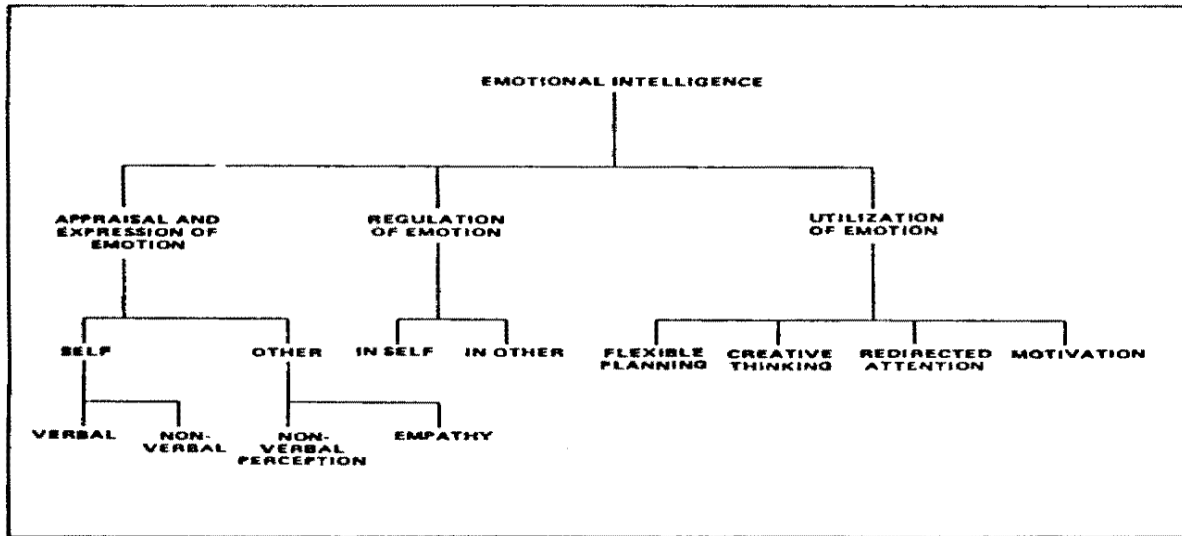 EMOTIONAL INTELLIGENCE
APPRAISAL AND
EXPRESSION OF
EMOTION
REGULATION
OF EMOTION
UTILIZATION
OF EMOTION
SELF
OTHER
IN SELF
IN OTHER
FLEXIBLE
PLANNING
CREATIVE
THINKING
REDIRECTED
ATTENTION
MOTIVATION
VERBAL
NON-
VERBAL
NON-
VERBAL
PERCEPTION
EMPATHY